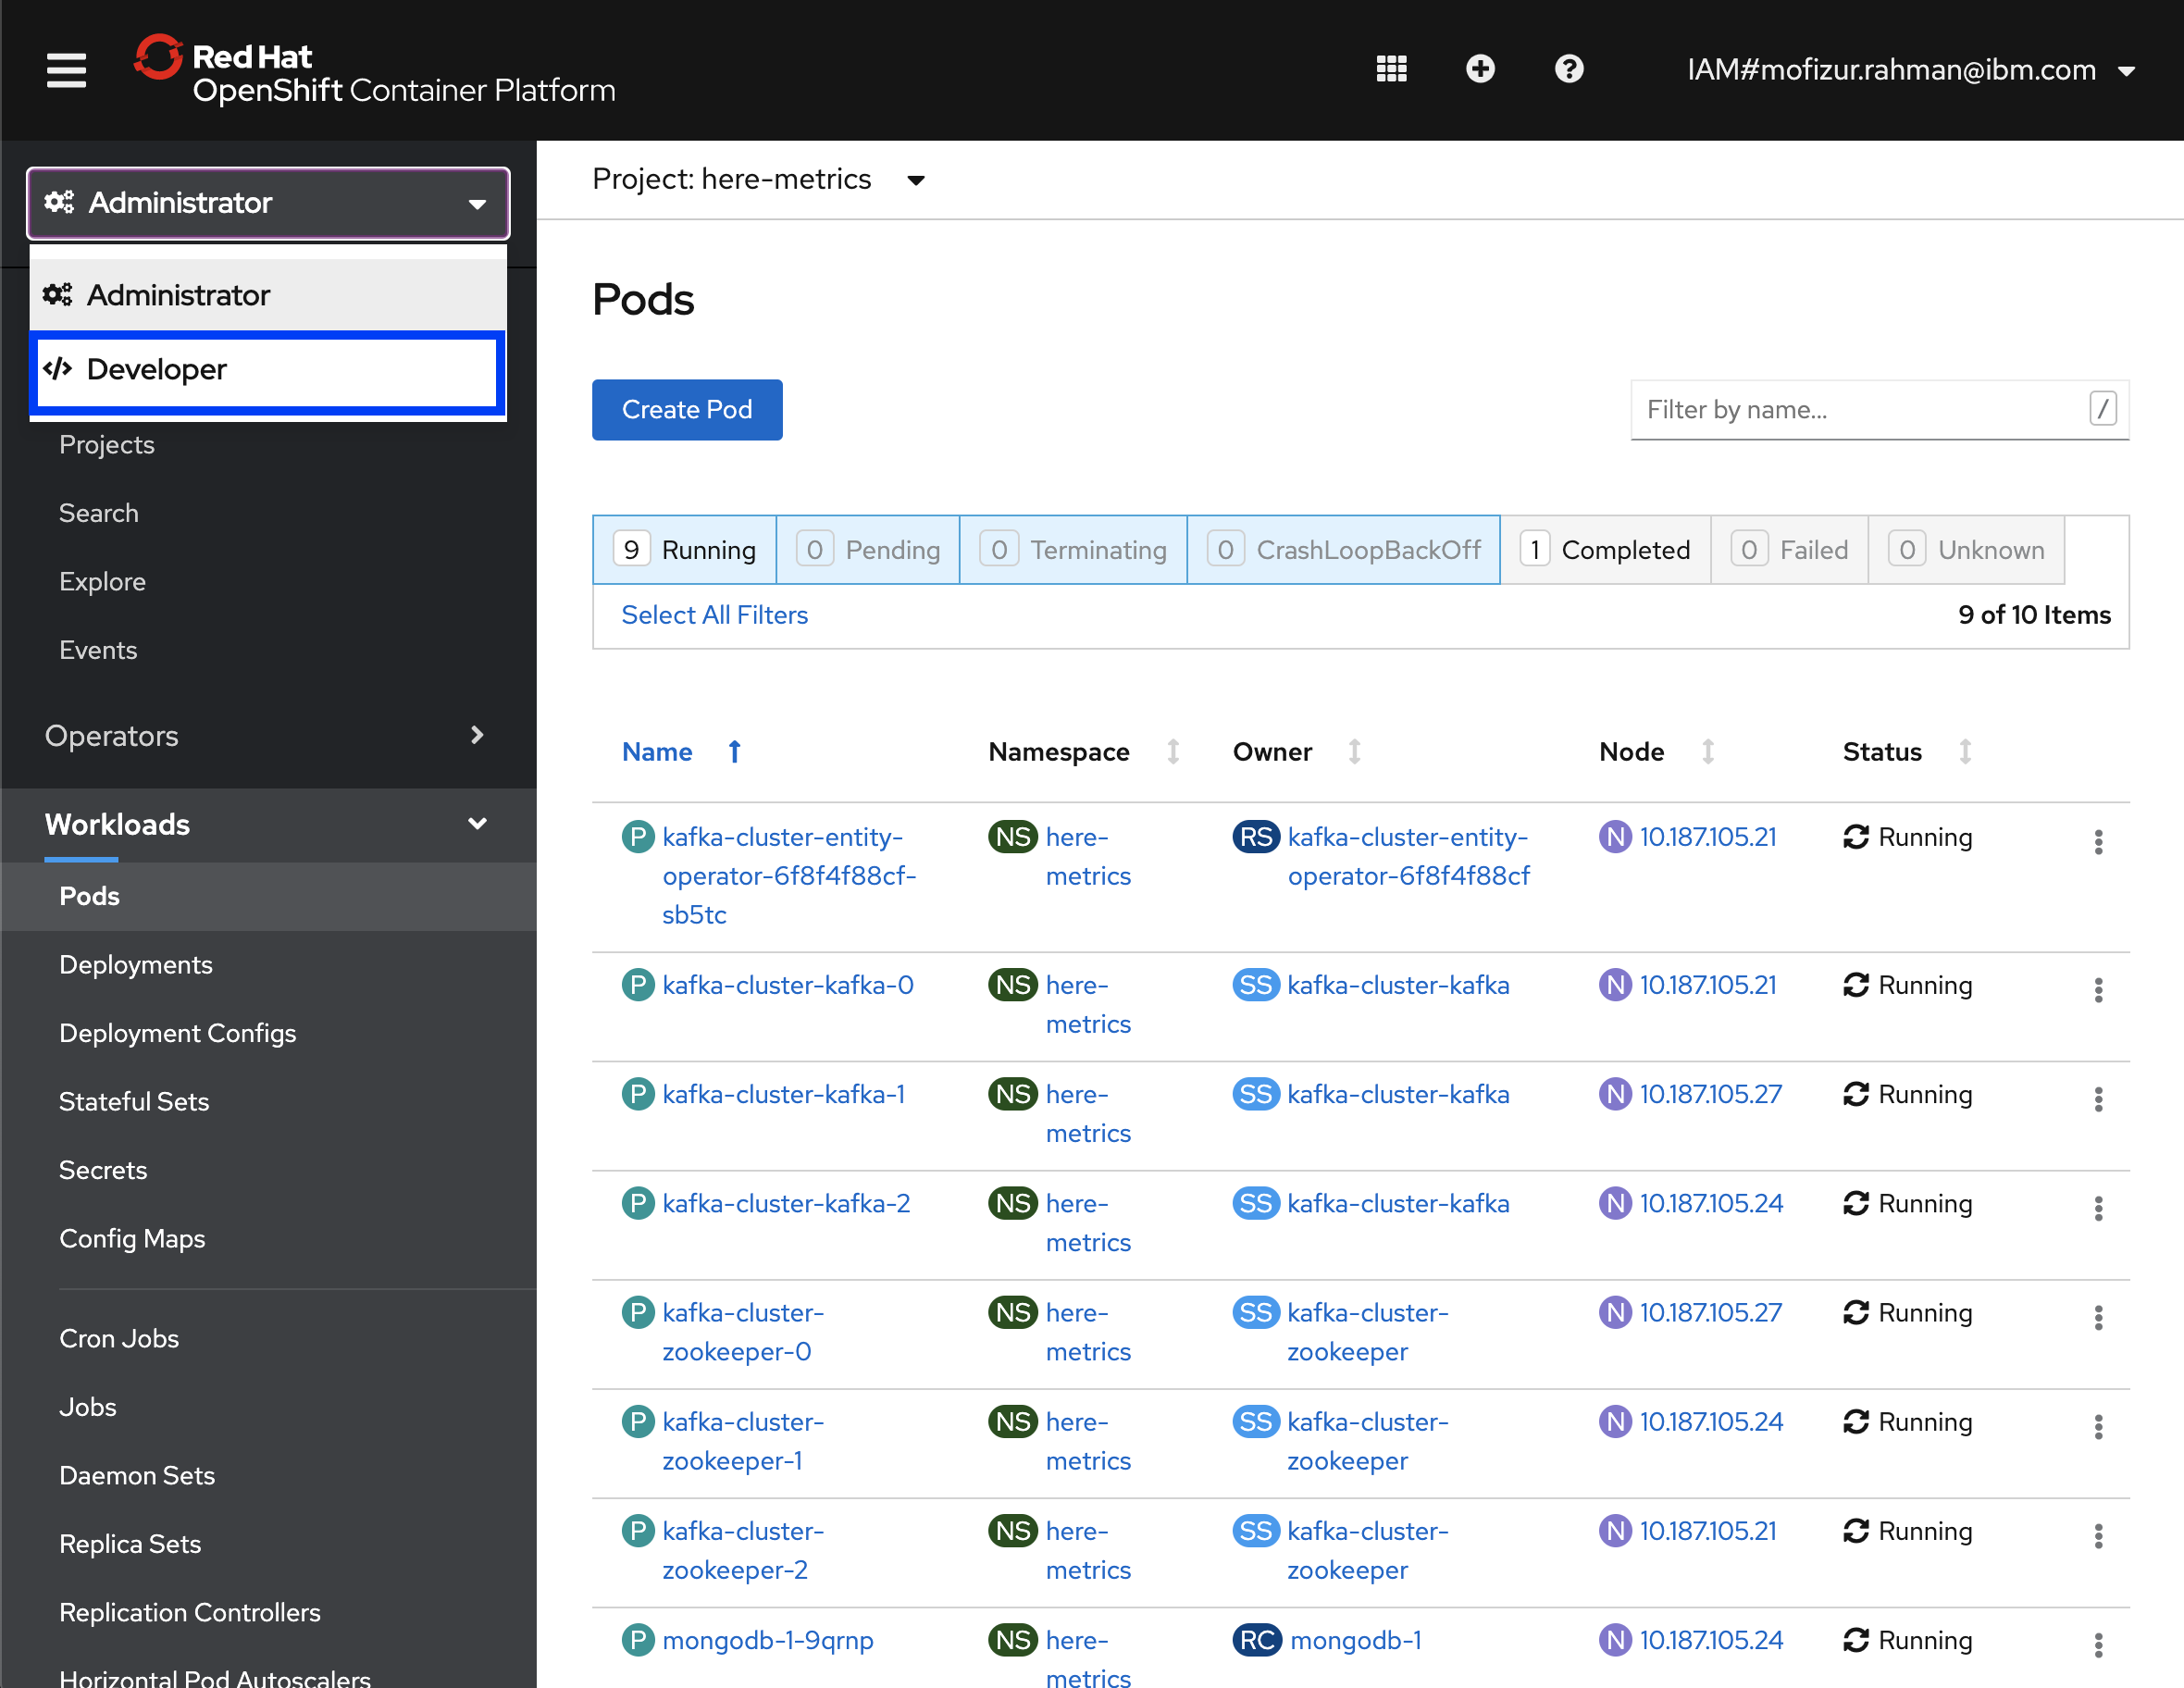 Red Hat
OpenShift Container Platform
IAM#mofizur.rahman@ibm.com
Administrator
Administrator
Developer
Projects
Search
Explore
Events
Operators
Workloads
Pods
Deployments
Deployment Configs
Stateful Sets
Secrets
Config Maps
Cron Jobs
Jobs
Daemon Sets
Replica Sets
Replication Controllers
Horizontal Pod Autoscalers
Project: here-metrics
Pods
Create Pod
Filter by name...
/
9 Running 0 Pending 0 Terminating 0 CrashLoopBackOff 1 Completed 0 Failed 0 Unknown
Select All Filters 9 of 10 Items
Name Namespace Owner Node Status
P kafka-cluster-entity- NS here- RS kafka-cluster-entity- N 10.187.105.21 Running
operator-6f8f4f88cf- metrics operator-6f8f4f88cf
sb5tc
P kafka-cluster-kafka-0 NS here- SS kafka-cluster-kafka N 10.187.105.21 Running
metrics
P kafka-cluster-kafka-1 NS here- SS kafka-cluster-kafka N 10.187.105.27 Running
metrics
P kafka-cluster-kafka-2 NS here- SS kafka-cluster-kafka N 10.187.105.24 Running
metrics
P kafka-cluster- NS here- SS kafka-cluster- N 10.187.105.27 Running
zookeeper-0 metrics zookeeper
P kafka-cluster- NS here- SS kafka-cluster- N 10.187.105.24 Running
zookeeper-1 metrics zookeeper
P kafka-cluster- NS here- SS kafka-cluster- N 10.187.105.21 Running
zookeeper-2 metrics zookeeper
P mongodb-1-9qrnp NS here- RC mongodb-1 N 10.187.105.24 Running
metrics